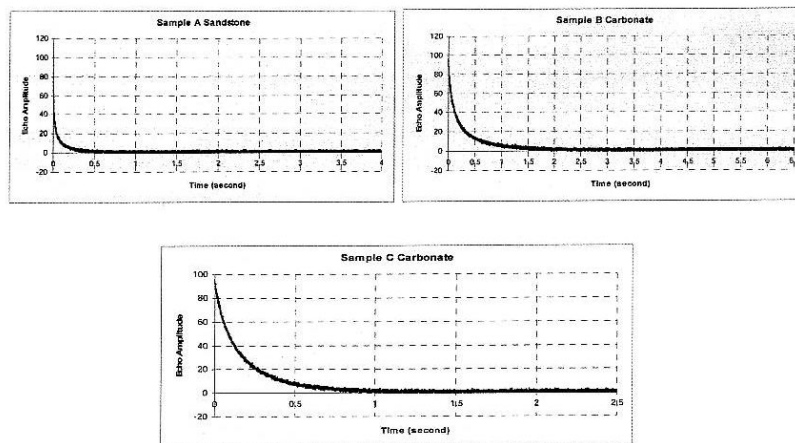 Sample A Sandstone
120
100
80
60
40
20
0
-20
Echo Amplitude
0 0,5 1 1,5 2 2,5 3 3,5 4
Time (second)
Sample B Carbonate
120
100
80
60
40
20
0
-20
Echo Amplitude
0 0,5 1 1,5 2 2,5 3 3,5 4 4,5 5 5,5 6
Time (second)
Sample C Carbonate
100
80
60
40
20
0
-20
Echo Amplitude
0 0,5 1 1,5 2 2,5
Time (second)